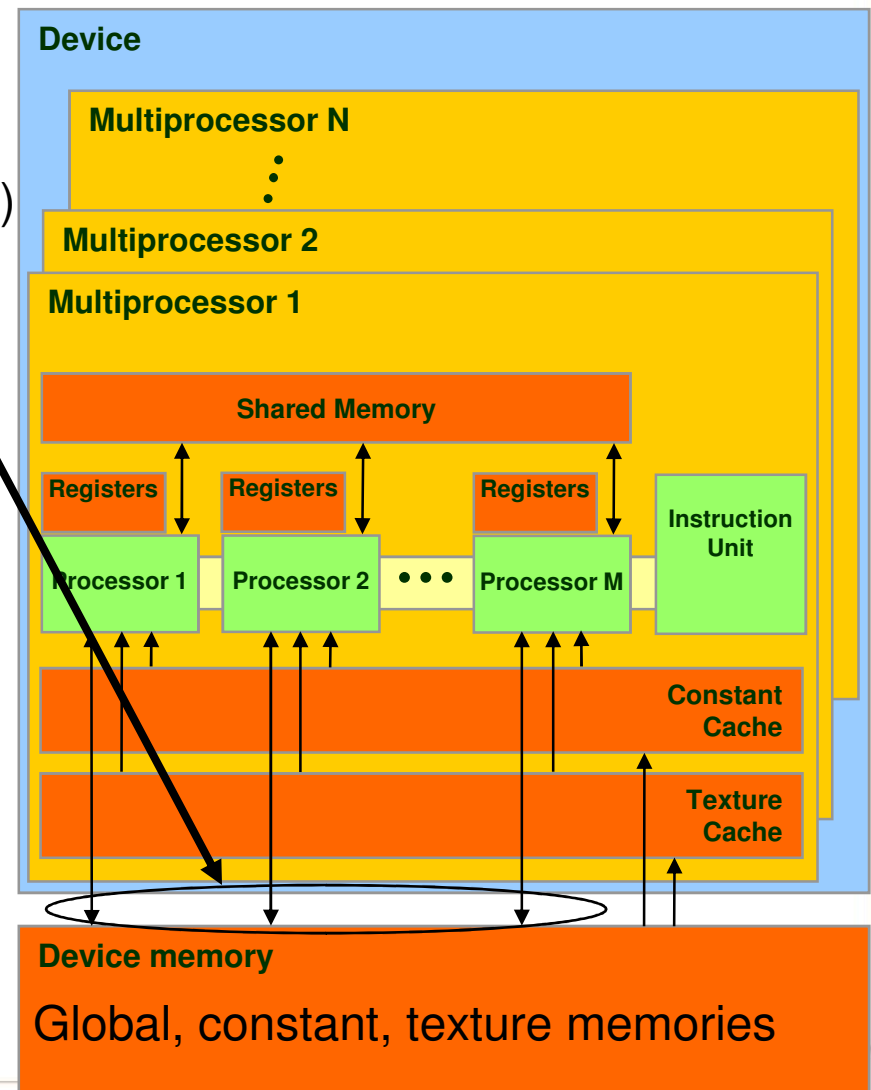 Device
Multiprocessor N
)
Multiprocessor 2
Multiprocessor 1
Shared Memory
Registers
Registers
Registers
Instruction
Unit
Processor 1
Processor 2
• • •
Processor M
Constant
Cache
Texture
Cache
Device memory
Global, constant, texture memories